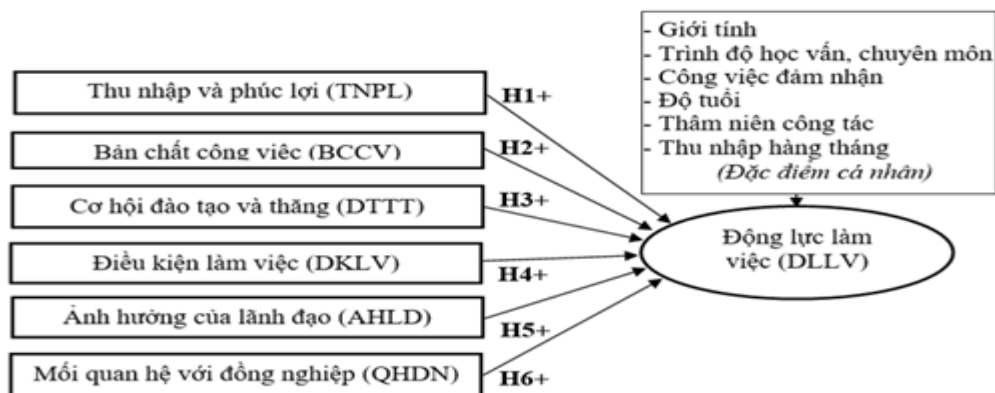 - Giới tính
- Trình độ học vấn, chuyên môn
- Công việc đảm nhận
- Độ tuổi
- Thâm niên công tác
- Thu nhập hàng tháng
(Đặc điểm cá nhân)
Thu nhập và phúc lợi (TNPL)
H1+
Bản chất công việc (BCCV)
H2+
Cơ hội đào tạo và thăng (DTTT)
H3+
Điều kiện làm việc (DKLV)
H4+
Ảnh hưởng của lãnh đạo (AHLD)
H5+
Mối quan hệ với đồng nghiệp (QHDN)
H6+
Động lực làm
việc (DLLV)